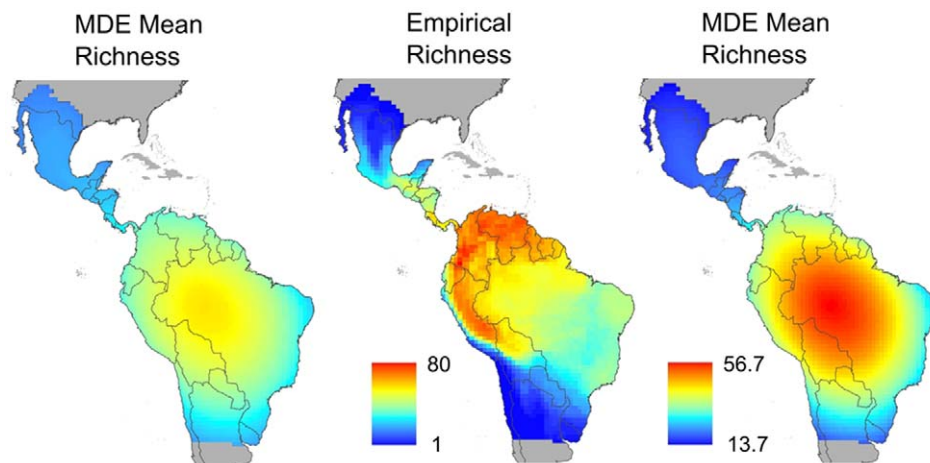 MDE Mean
Richness
Empirical
Richness
MDE Mean
Richness
80
1
56.7
13.7